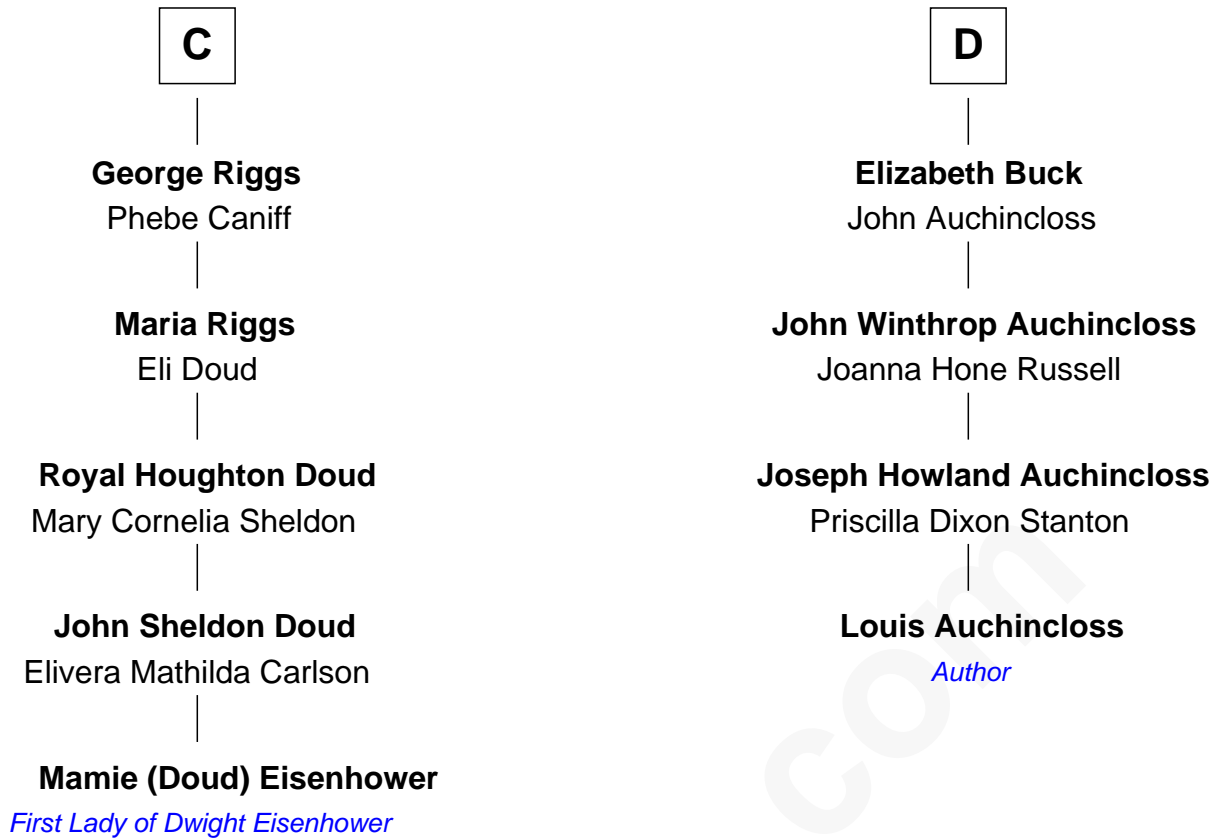 C
George Riggs
Phebe Caniff
Maria Riggs
Eli Doud
Royal Houghton Doud
Mary Cornelia Sheldon
John Sheldon Doud
Elivera Mathilda Carlson
Mamie (Doud) Eisenhower
First Lady of Dwight Eisenhower
D
Elizabeth Buck
John Auchincloss
John Winthrop Auchincloss
Joanna Hone Russell
Joseph Howland Auchincloss
Priscilla Dixon Stanton
Louis Auchincloss
Author
com